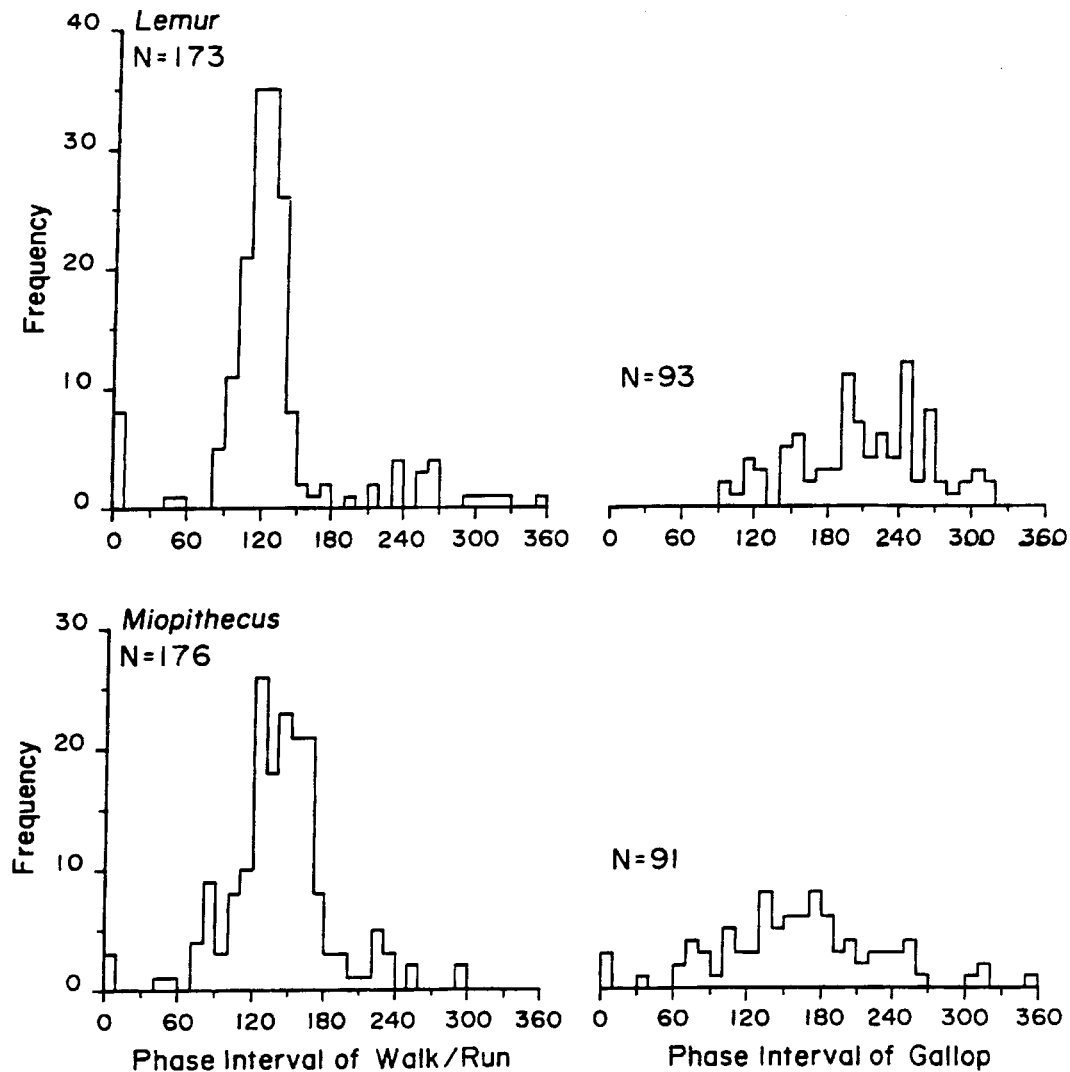 Lemur
N=173
40
30
20
10
0
Frequency
0 60 120 180 240 300 360
N=93
0 60 120 180 240 300 360
Miopithecus
N=176
30
20
10
0
Frequency
0 60 120 180 240 300 360
Phase Interval of Walk/Run
N=91
0 60 120 180 240 300 360
Phase Interval of Gallop